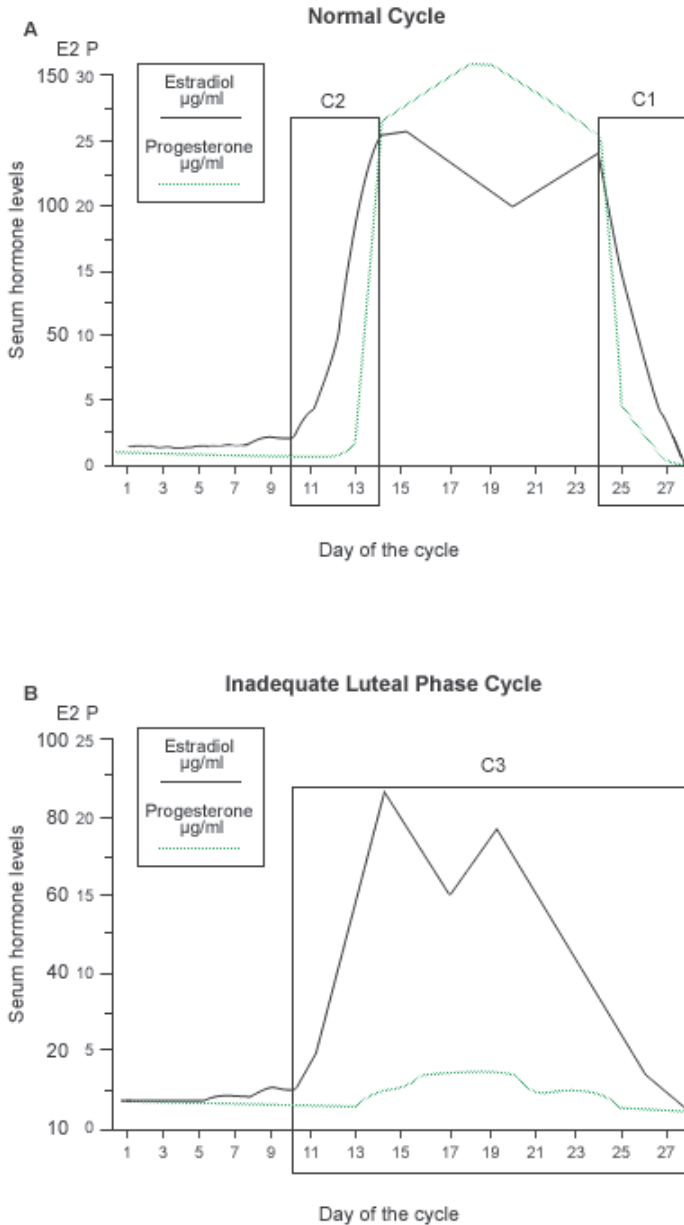 Normal Cycle
A
E2 P
Estradiol
µg/ml
Progesterone
µg/ml
C2
C1
150 30
25
100 20
15
50 10
5
0
Serum hormone levels
1 3 5 7 9 11 13 15 17 19 21 23 25 27
Day of the cycle
Inadequate Luteal Phase Cycle
B
E2 P
Estradiol
µg/ml
Progesterone
µg/ml
C3
100 25
80 20
60 15
40 10
20 5
10 0
Serum hormone levels
1 3 5 7 9 11 13 15 17 19 21 23 25 27
Day of the cycle